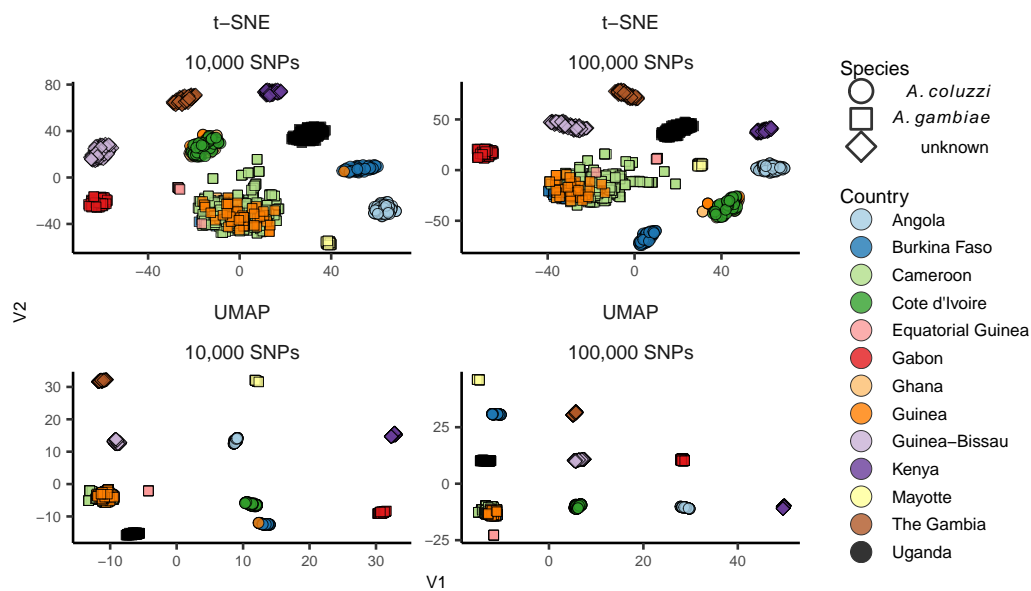 t−SNE
10,000 SNPs
80
40
0
−40
−40
0
40
t−SNE
100,000 SNPs
50
0
−50
−40
0
40
UMAP
10,000 SNPs
30
20
10
0
−10
−10
0
10
20
30
UMAP
100,000 SNPs
25
0
−25
0
20
40
V2
V1
Species
A. coluzzi
A. gambiae
unknown
Country
Angola
Burkina Faso
Cameroon
Cote d'Ivoire
Equatorial Guinea
Gabon
Ghana
Guinea
Guinea−Bissau
Kenya
Mayotte
The Gambia
Uganda